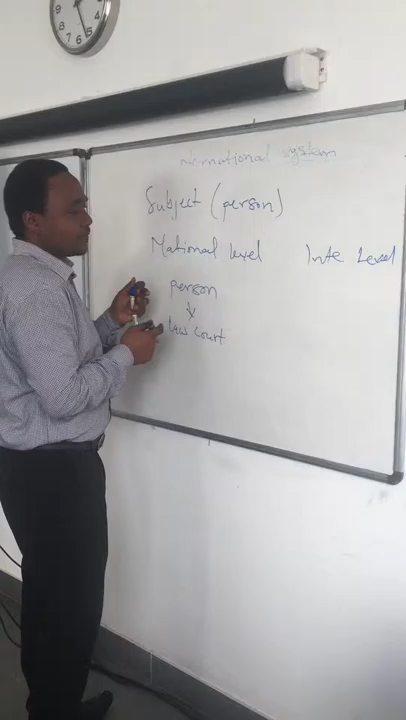 international system
Subject (person)
National level Inte Level
person
law court